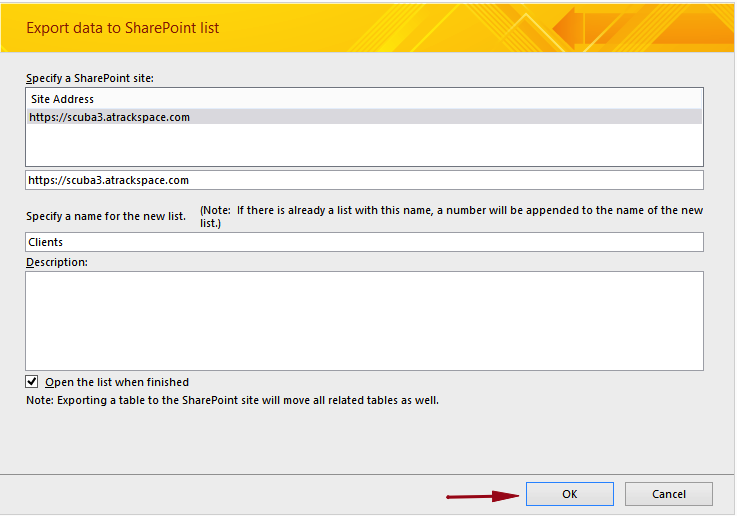 Export data to SharePoint list
Specify a SharePoint site:
Site Address
https://scuba3.atrackspace.com
https://scuba3.atrackspace.com
Specify a name for the new list.
(Note: If there is already a list with this name, a number will be appended to the name of the new
list.)
Clients
Description:
Open the list when finished
Note: Exporting a table to the SharePoint site will move all related tables as well.
OK
Cancel